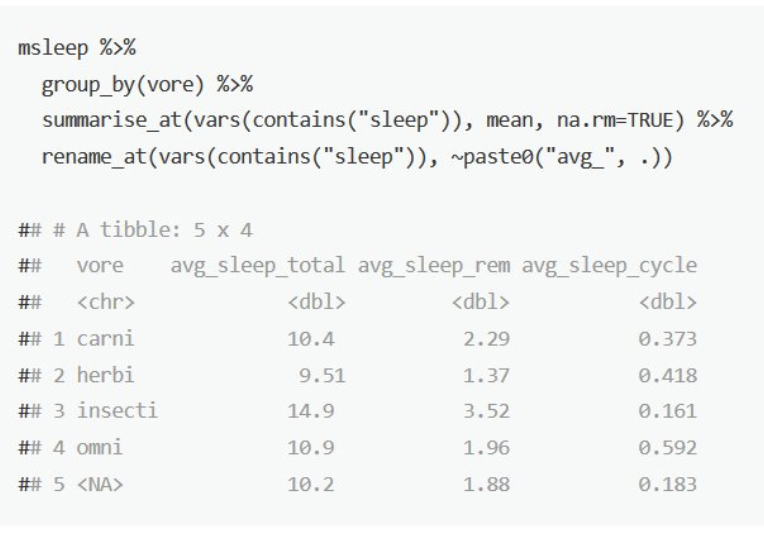 msleep %>%
  group_by(vore) %>%
  summarise_at(vars(contains("sleep")), mean, na.rm=TRUE) %>%
  rename_at(vars(contains("sleep")), ~paste0("avg_", .))
## # A tibble: 5 x 4
##   vore    avg_sleep_total avg_sleep_rem avg_sleep_cycle
##   <chr>             <dbl>         <dbl>           <dbl>
## 1 carni             10.4           2.29           0.373
## 2 herbi              9.51          1.37           0.418
## 3 insecti           14.9           3.52           0.161
## 4 omni              10.9           1.96           0.592
## 5 <NA>              10.2           1.88           0.183